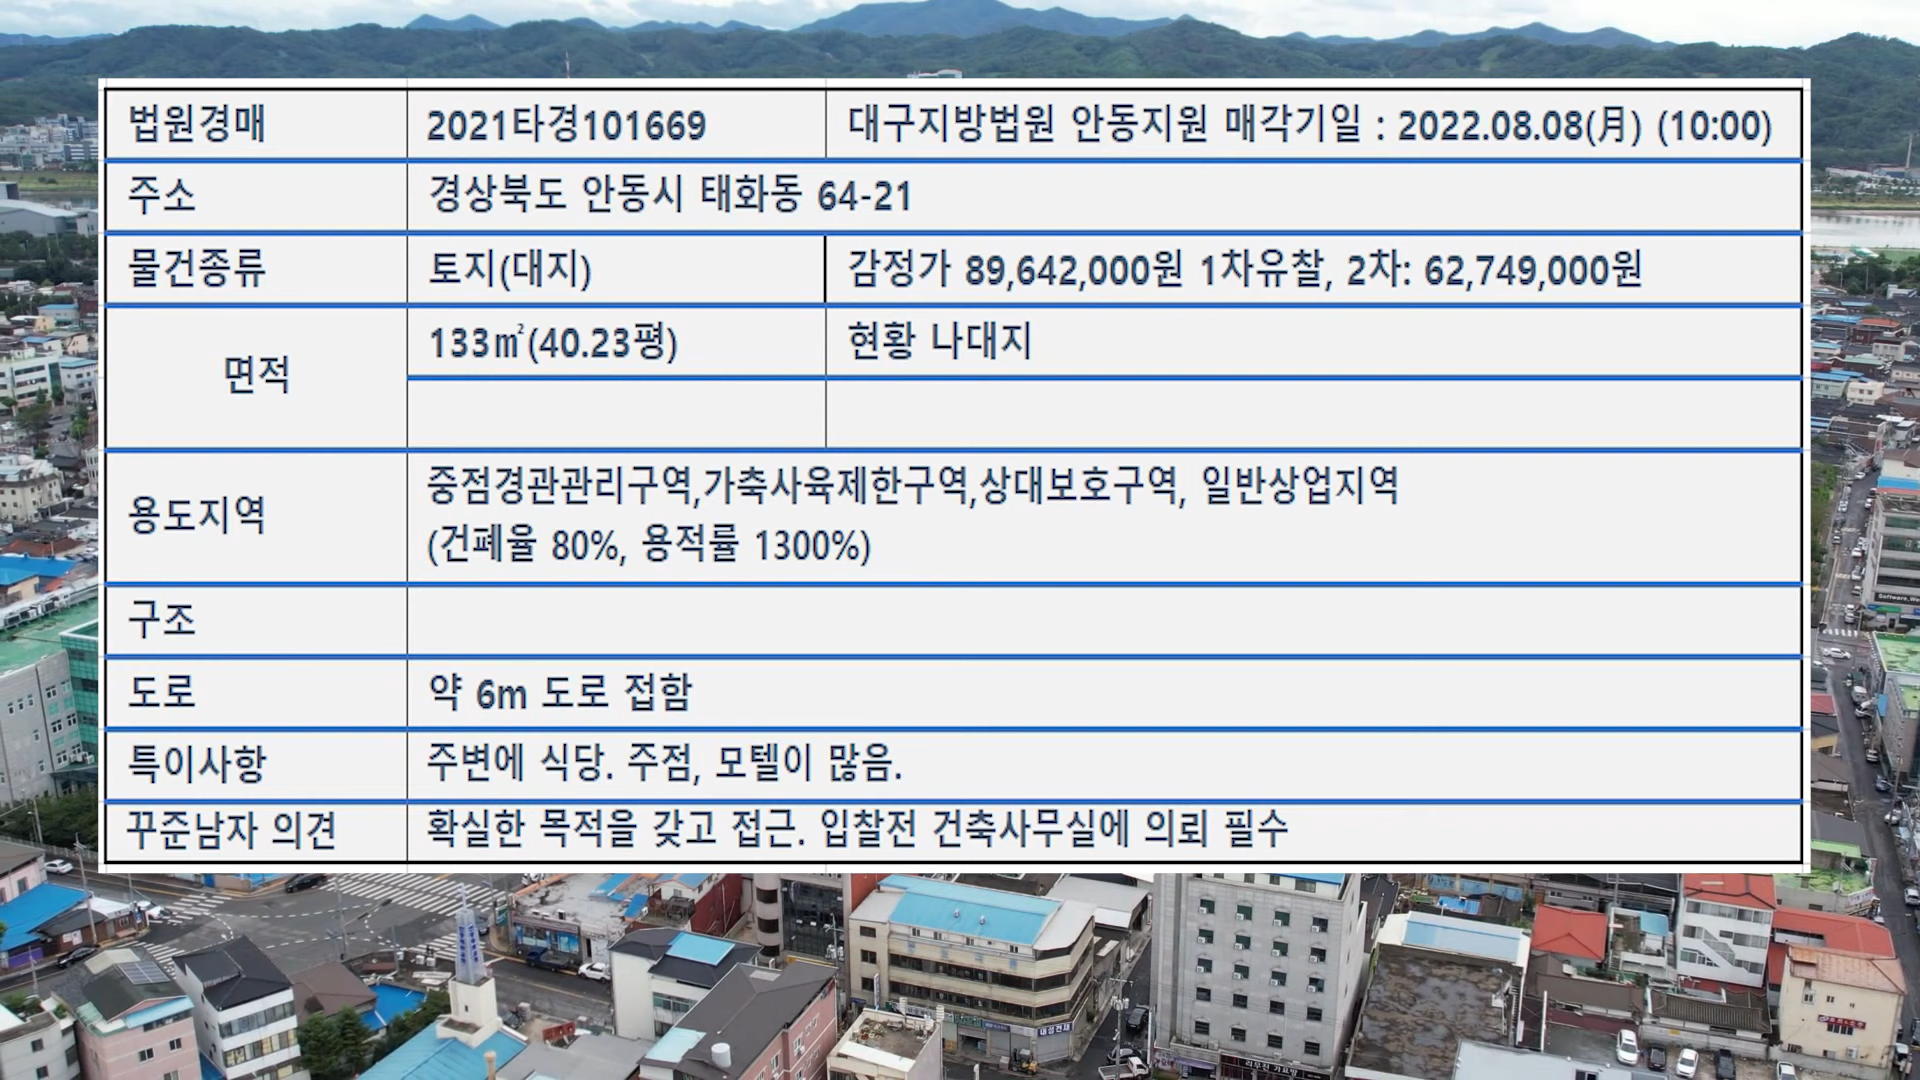 법원경매 2021타경101669 대구지방법원 안동지원 매각기일 : 2022.08.08(月) (10:00)
주소 경상북도 안동시 태화동 64-21
물건종류 토지(대지) 감정가 89,642,000원 1차유찰, 2차: 62,749,000원
면적 133㎡(40.23평) 현황 나대지
용도지역 중점경관관리구역,가축사육제한구역,상대보호구역, 일반상업지역
(건폐율 80%, 용적률 1300%)
구조
도로 약 6m 도로 접함
특이사항 주변에 식당. 주점, 모텔이 많음.
꾸준남자 의견 확실한 목적을 갖고 접근. 입찰전 건축사무실에 의뢰 필수